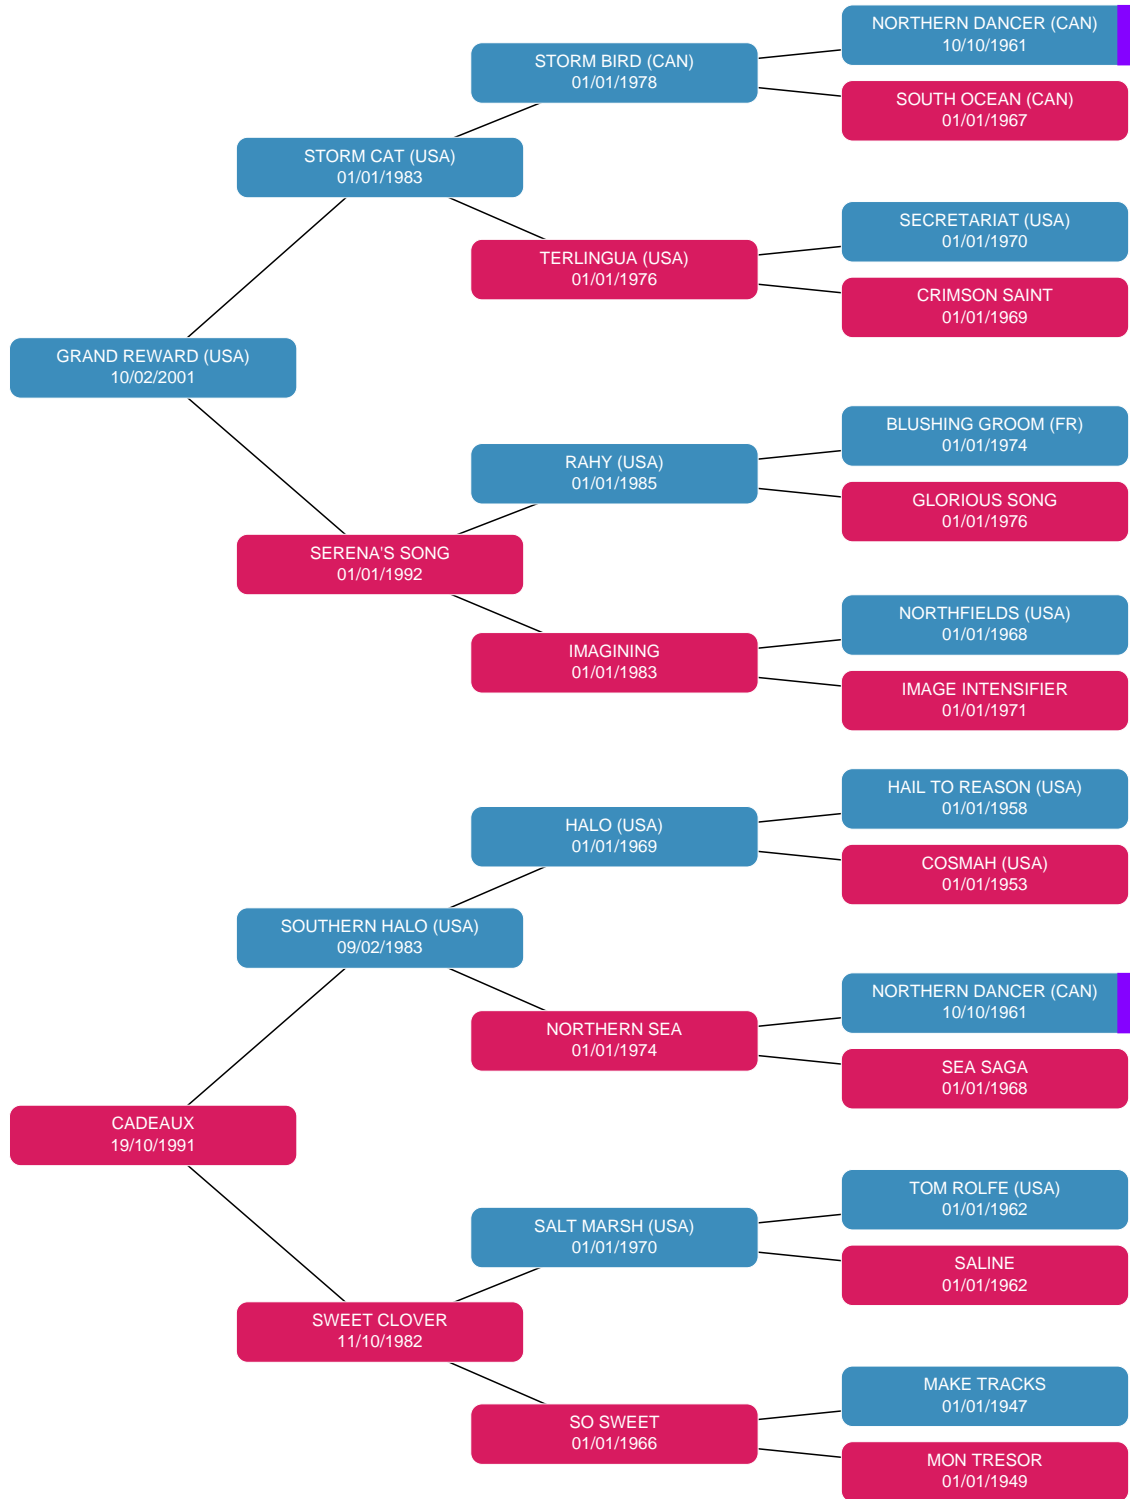 NORTHERN DANCER (CAN)
10/10/1961
STORM BIRD (CAN)
01/01/1978
SOUTH OCEAN (CAN)
01/01/1967
STORM CAT (USA)
01/01/1983
SECRETARIAT (USA)
01/01/1970
TERLINGUA (USA)
01/01/1976
CRIMSON SAINT
01/01/1969
GRAND REWARD (USA)
10/02/2001
BLUSHING GROOM (FR)
01/01/1974
RAHY (USA)
01/01/1985
GLORIOUS SONG
01/01/1976
SERENA'S SONG
01/01/1992
NORTHFIELDS (USA)
01/01/1968
IMAGINING
01/01/1983
IMAGE INTENSIFIER
01/01/1971
HAIL TO REASON (USA)
01/01/1958
HALO (USA)
01/01/1969
COSMAH (USA)
01/01/1953
SOUTHERN HALO (USA)
09/02/1983
NORTHERN DANCER (CAN)
10/10/1961
NORTHERN SEA
01/01/1974
SEA SAGA
01/01/1968
CADEAUX
19/10/1991
TOM ROLFE (USA)
01/01/1962
SALT MARSH (USA)
01/01/1970
SALINE
01/01/1962
SWEET CLOVER
11/10/1982
MAKE TRACKS
01/01/1947
SO SWEET
01/01/1966
MON TRESOR
01/01/1949